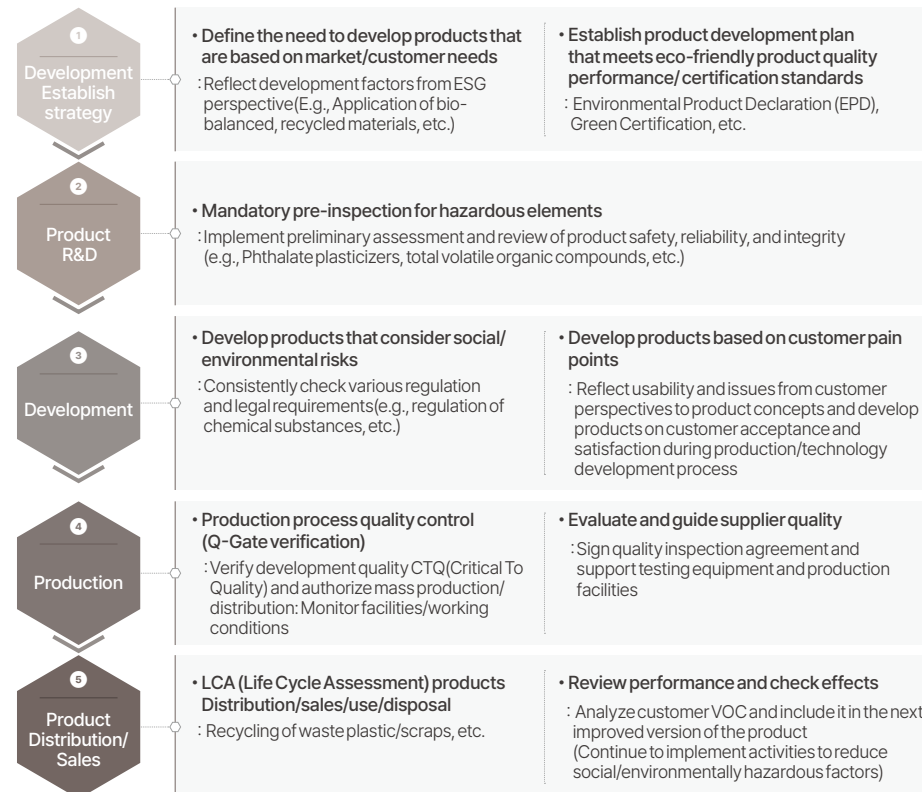 1
Development
Establish
strategy
• Define the need to develop products that
are based on market/customer needs
: Reflect development factors from ESG
perspective(E.g., Application of bio-
balanced, recycled materials, etc.)
• Establish product development plan
that meets eco-friendly product quality
performance/ certification standards
: Environmental Product Declaration (EPD),
Green Certification, etc.
2
Product
R&D
• Mandatory pre-inspection for hazardous elements
: Implement preliminary assessment and review of product safety, reliability, and integrity
(e.g., Phthalate plasticizers, total volatile organic compounds, etc.)
3
Development
• Develop products that consider social/
environmental risks
: Consistently check various regulation
and legal requirements(e.g., regulation of
chemical substances, etc.)
• Develop products based on customer pain
points
: Reflect usability and issues from customer
perspectives to product concepts and develop
products on customer acceptance and
satisfaction during production/technology
development process
4
Production
• Production process quality control
(Q-Gate verification)
: Verify development quality CTQ(Critical To
Quality) and authorize mass production/
distribution: Monitor facilities/working
conditions
• Evaluate and guide supplier quality
: Sign quality inspection agreement and
support testing equipment and production
facilities
5
Product
Distribution/
Sales
• LCA (Life Cycle Assessment) products
Distribution/sales/use/disposal
: Recycling of waste plastic/scraps, etc.
• Review performance and check effects
: Analyze customer VOC and include it in the next
improved version of the product
(Continue to implement activities to reduce
social/environmentally hazardous factors)